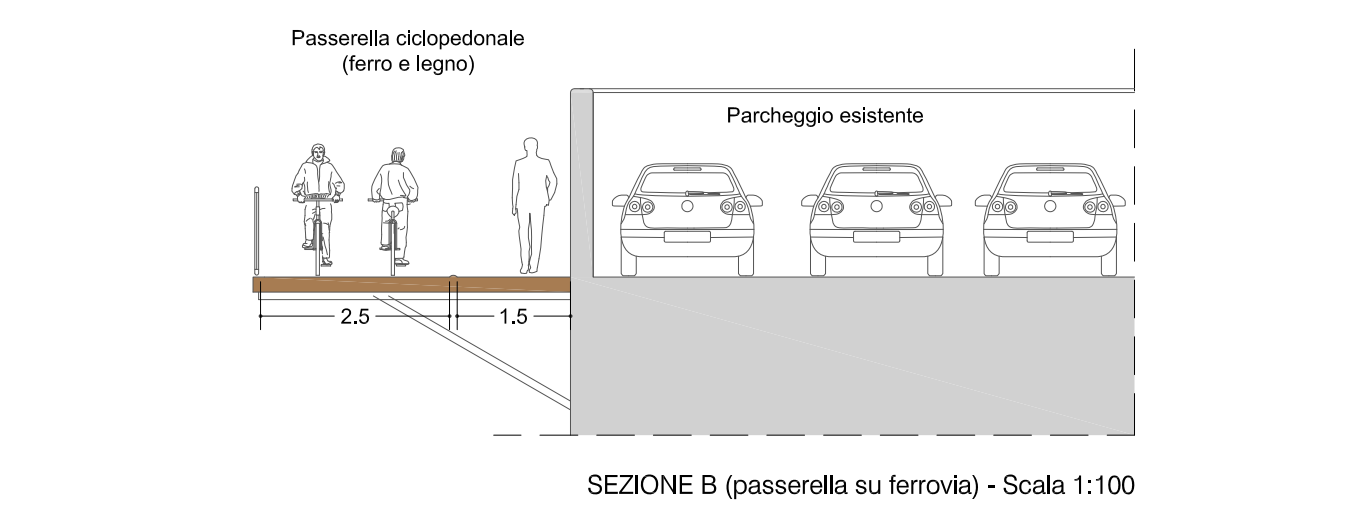 Passerella ciclopedonale
(ferro e legno)
Parcheggio esistente
2.5
1.5
SEZIONE B (passerella su ferrovia) - Scala 1:100